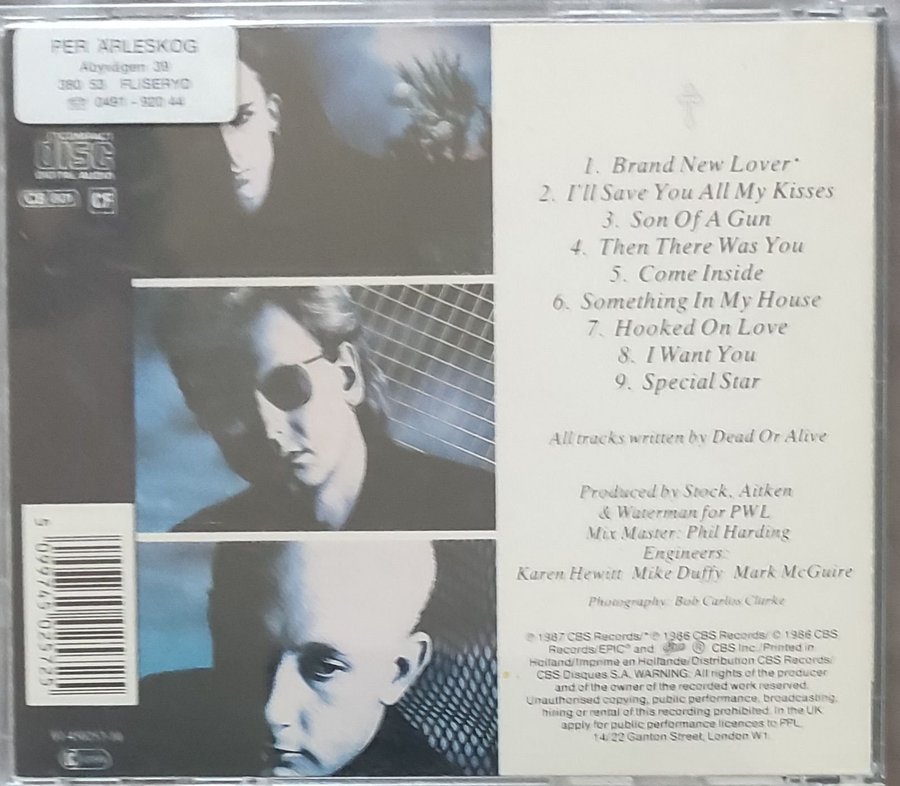 PER ÄRLESKOG
Åbyvägen 39
380 53 FLISERYD
☏ 0491 - 920 44
COMPACT
disc
DIGITAL AUDIO
CB 801
CF
1. Brand New Lover*
2. I'll Save You All My Kisses
3. Son Of A Gun
4. Then There Was You
5. Come Inside
6. Something In My House
7. Hooked On Love
8. I Want You
9. Special Star
All tracks written by Dead Or Alive
Produced by Stock, Aitken
& Waterman for PWL
Mix Master: Phil Harding
Engineers:
Karen Hewitt Mike Duffy Mark McGuire
Photography: Bob Carlos Clarke
℗ 1987 CBS Records/*℗ 1986 CBS Records/ © 1986 CBS
Records/EPIC® and ® CBS Inc./Printed in
Holland/Imprime en Hollande/Distribution CBS Records/
CBS Disques S.A. WARNING: All rights of the producer
and of the owner of the recorded work reserved.
Unauthorised copying, public performance, broadcasting,
hiring or rental of this recording prohibited. In the UK
apply for public performance licences to PPL,
14/22 Ganton Street, London W1.